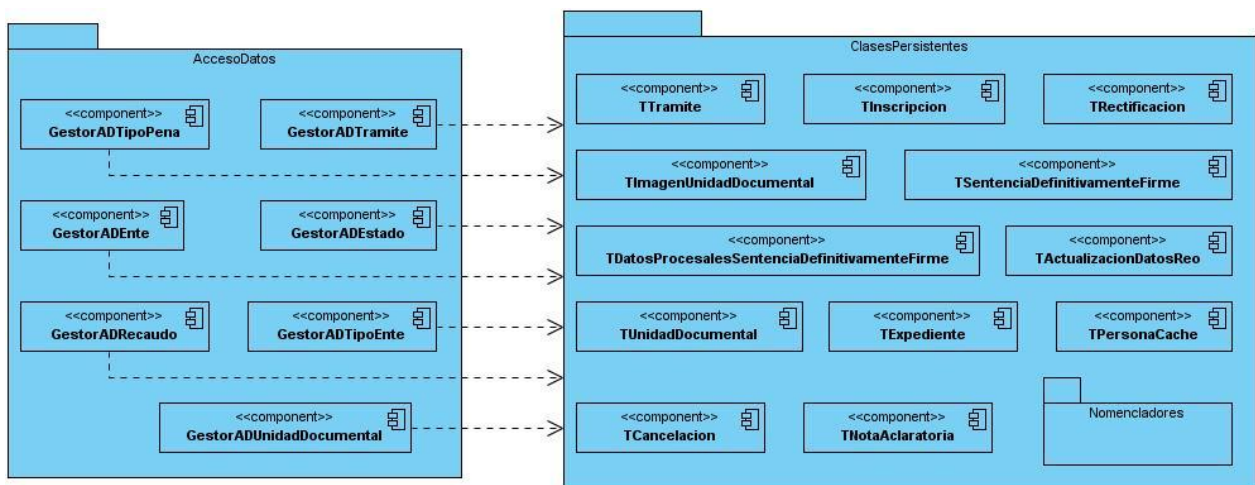 AccesoDatos
<<component>>
GestorADTipoPena
<<component>>
GestorADTramite
<<component>>
GestorADEnte
<<component>>
GestorADEstado
<<component>>
GestorADRecaudo
<<component>>
GestorADTipoEnte
<<component>>
GestorADUnidadDocumental
ClasesPersistentes
<<component>>
TTramite
<<component>>
TInscripcion
<<component>>
TRectificacion
<<component>>
TImagenUnidadDocumental
<<component>>
TSentenciaDefinitivamenteFirme
<<component>>
TDatosProcesalesSentenciaDefinitivamenteFirme
<<component>>
TActualizacionDatosReo
<<component>>
TUnidadDocumental
<<component>>
TExpediente
<<component>>
TPersonaCache
<<component>>
TCancelacion
<<component>>
TNotaAclaratoria
Nomencladores